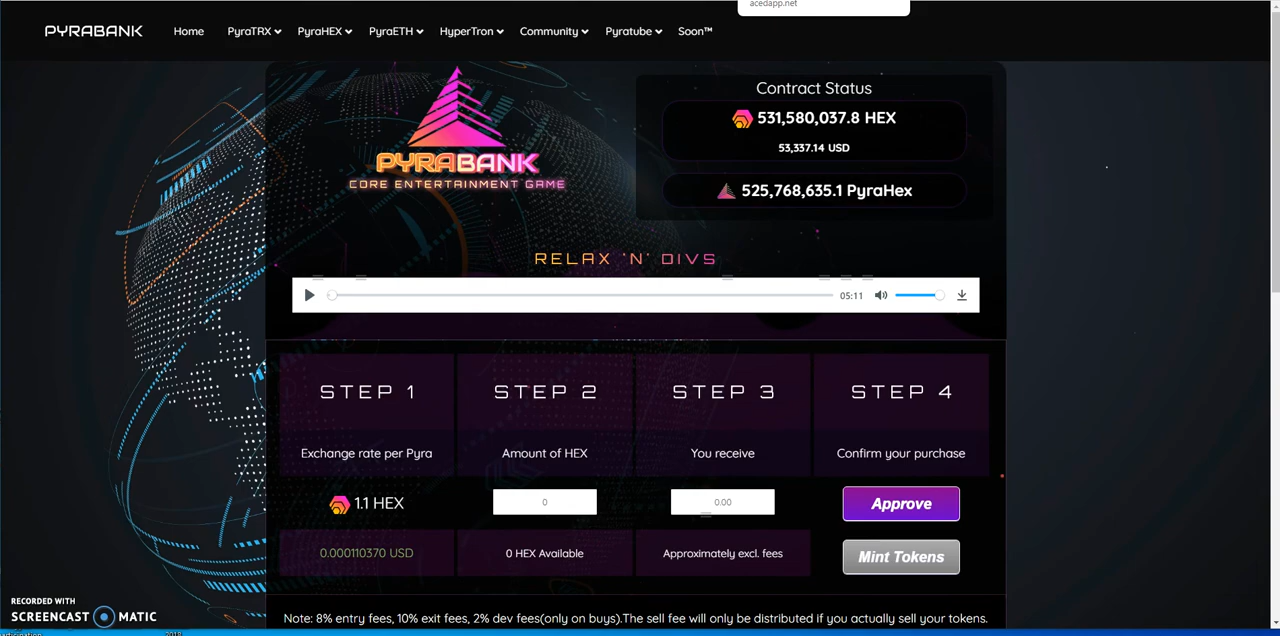 acedapp.net
PYRABANK
Home
PyraTRX
PyraHEX
PyraETH
HyperTron
Community
Pyratube
Soon™
PYRABANK
CORE ENTERTAINMENT GAME
Contract Status
531,580,037.8 HEX
53,337.14 USD
525,768,635.1 PyraHex
RELAX 'N' DIVS
05:11
STEP 1
STEP 2
STEP 3
STEP 4
Exchange rate per Pyra
Amount of HEX
You receive
Confirm your purchase
1.1 HEX
0
0.00
Approve
0.000110370 USD
0 HEX Available
Approximately excl. fees
Mint Tokens
RECORDED WITH
SCREENCAST MATIC
Note: 8% entry fees, 10% exit fees, 2% dev fees(only on buys).The sell fee will only be distributed if you actually sell your tokens.
articipation
2018